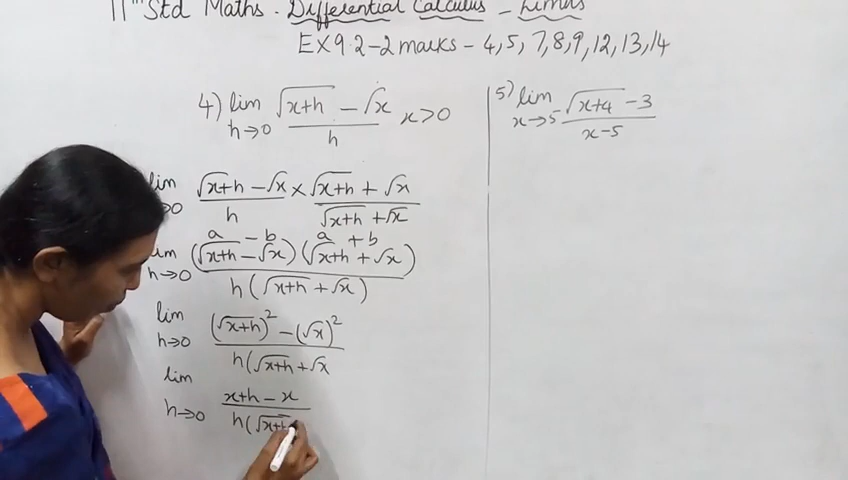 11th Std Maths - Differential Calculus - Limits
EX 9.2 - 2 marks - 4, 5, 7, 8, 9, 12, 13, 14
4) lim h→0 (√(x+h) - √x)/h x>0
lim →0 (√(x+h) - √x)/h × (√(x+h) + √x)/(√(x+h) + √x)
a - b a + b
lim h→0 (√(x+h) - √x)(√(x+h) + √x)/h(√(x+h) + √x)
lim h→0 ((√(x+h))² - (√x)²)/h(√(x+h) + √x
lim h→0 (x+h - x)/h(√(x+h
5) lim x→5 (√(x+4) - 3)/(x-5)